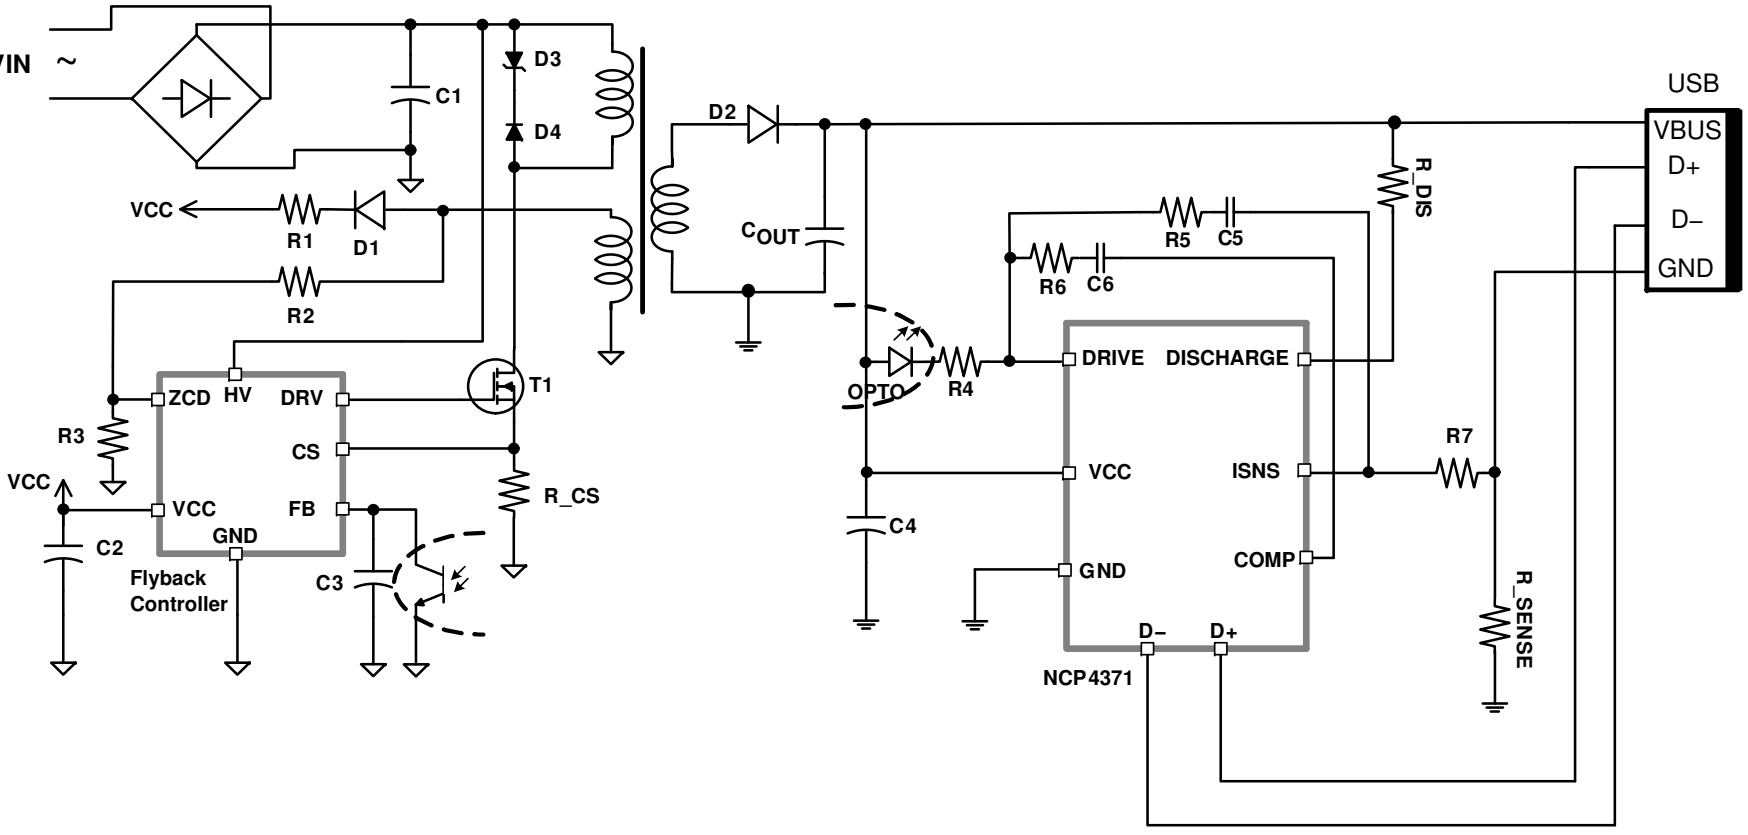 USB
VIN ~
D3
C1
D4
D2
VBUS
D+
D−
GND
R_DIS
VCC
R1
D1
COUT
R5
C5
R6
C6
R2
DRIVE
DISCHARGE
OPTO
R4
T1
ZCD
HV
DRV
R3
CS
R7
VCC
ISNS
VCC
R_CS
VCC
FB
C4
GND
C2
COMP
GND
Flyback
Controller
C3
R_SENSE
D−
D+
NCP4371